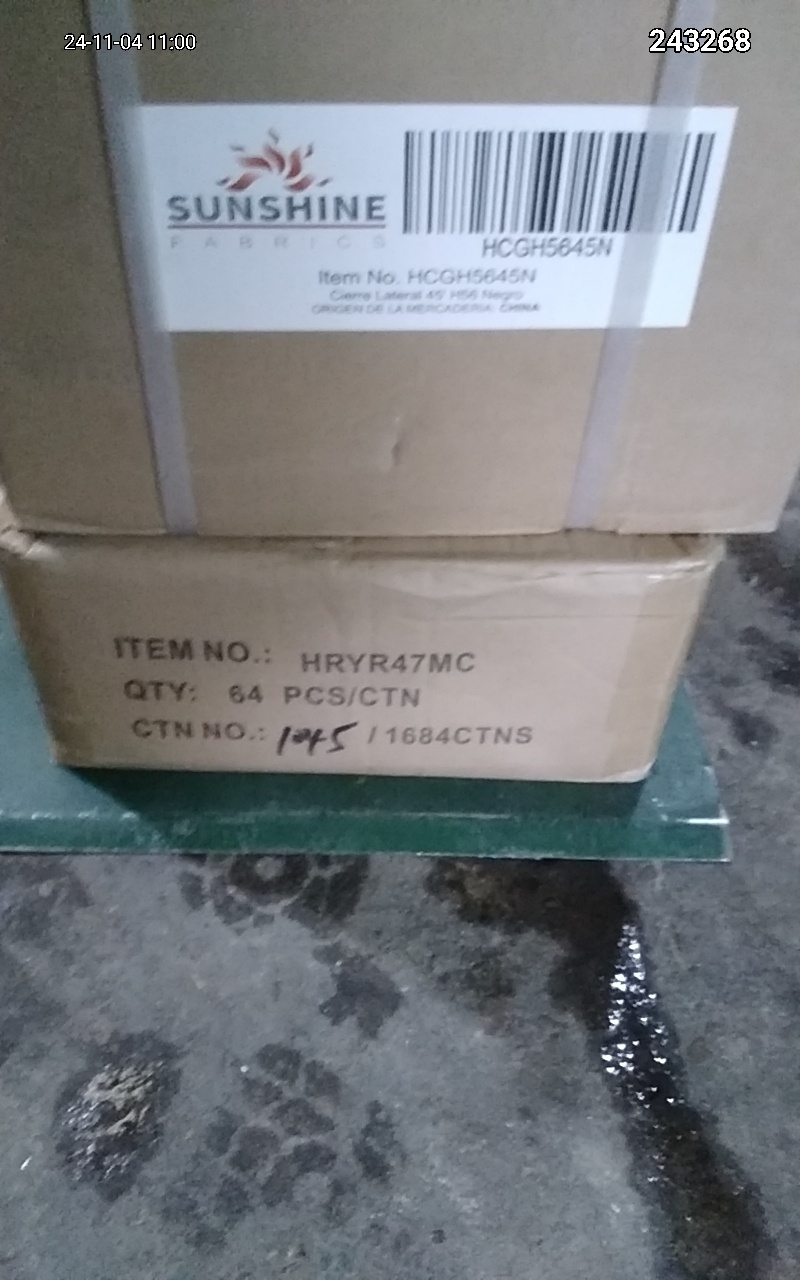 24-11-04 11:00
243268
SUNSHINE
FABRICS
HCGH5645N
Item No. HCGH5645N
Cierre Lateral 45' H56 Negro
ORIGEN DE LA MERCADERIA: CHINA
ITEM NO.: HRYR47MC
QTY: 64 PCS/CTN
CTN NO.: 1045 / 1684CTNS